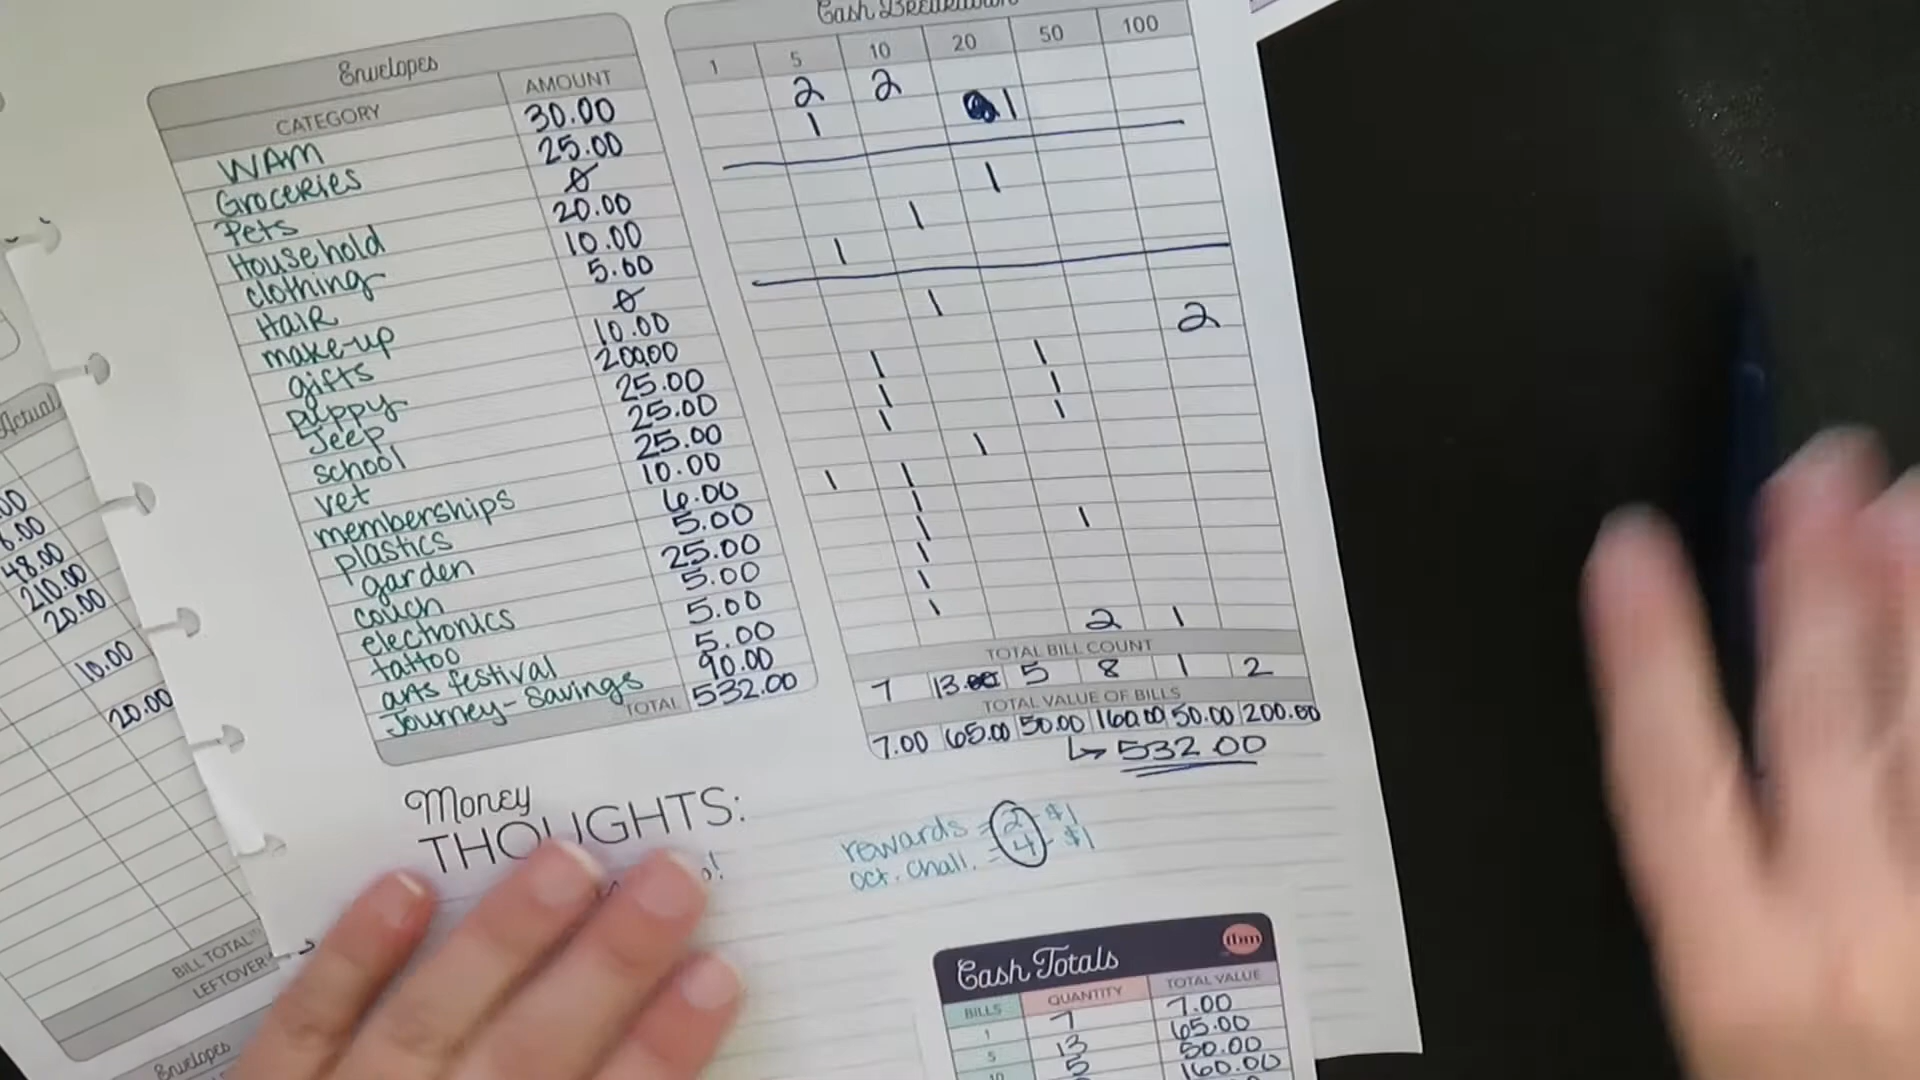 Envelopes
CATEGORY AMOUNT
WAM 30.00
Groceries 25.00
Pets 0
Household 20.00
clothing 10.00
Hair 5.00
make-up 0
gifts 10.00
puppy 200.00
Jeep 25.00
school 25.00
vet 25.00
memberships 10.00
plastics 6.00
garden 5.00
couch 25.00
electronics 5.00
tattoo 5.00
arts festival 5.00
Journey-Savings 90.00
TOTAL 532.00
Cash Breakdown
1 5 10 20 50 100
2 2
1 1
1
1
1
1
2
1 1
1 1
1 1
1
1 1
1
1 1
1
1
1
2 1
TOTAL BILL COUNT
7 13 5 8 1 2
TOTAL VALUE OF BILLS
7.00 65.00 50.00 160.00 50.00 200.00
↳ 532.00
Money
THOUGHTS:
o!
rewards = 2 - $1
Oct. Chall. = 4 - $1
Cash Totals
tbm
BILLS QUANTITY TOTAL VALUE
1 7 7.00
5 13 65.00
10 5 50.00
160.00
Actual
00
6.00
48.00
210.00
20.00
10.00
20.00
BILL TOTAL
LEFTOVER
Envelopes